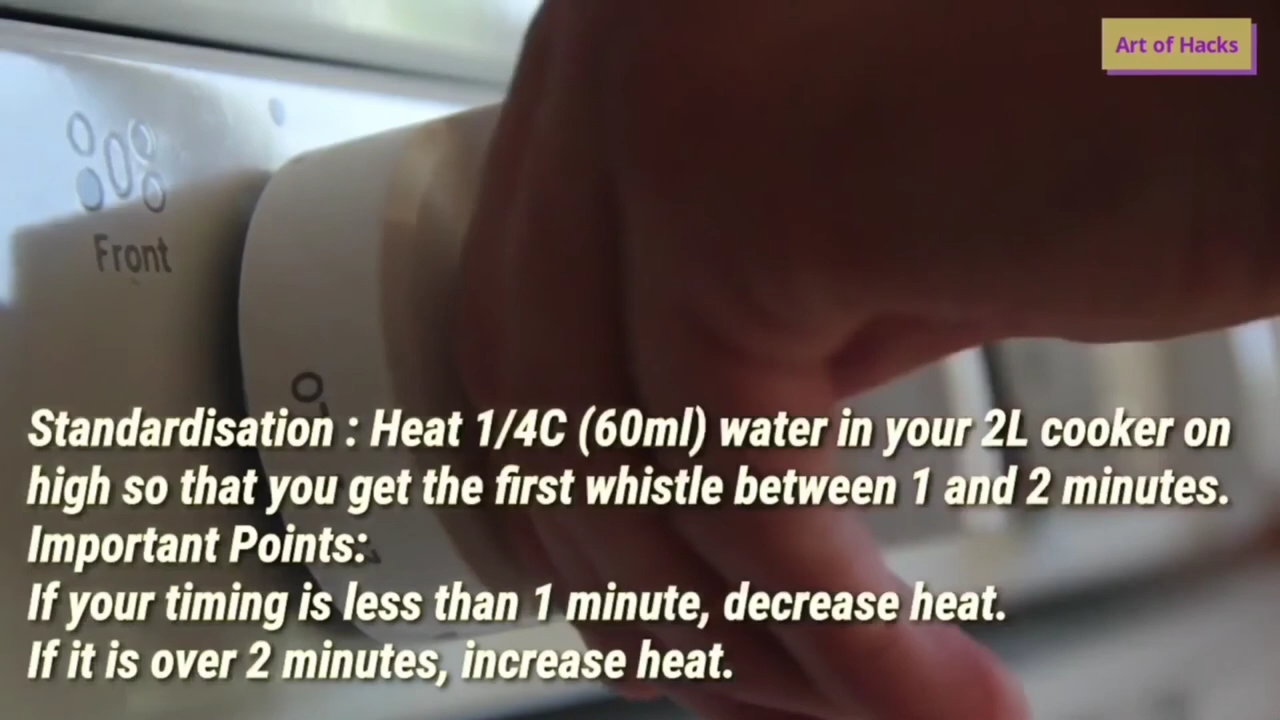 Art of Hacks
Front
Standardisation : Heat 1/4C (60ml) water in your 2L cooker on
high so that you get the first whistle between 1 and 2 minutes.
Important Points:
If your timing is less than 1 minute, decrease heat.
If it is over 2 minutes, increase heat.